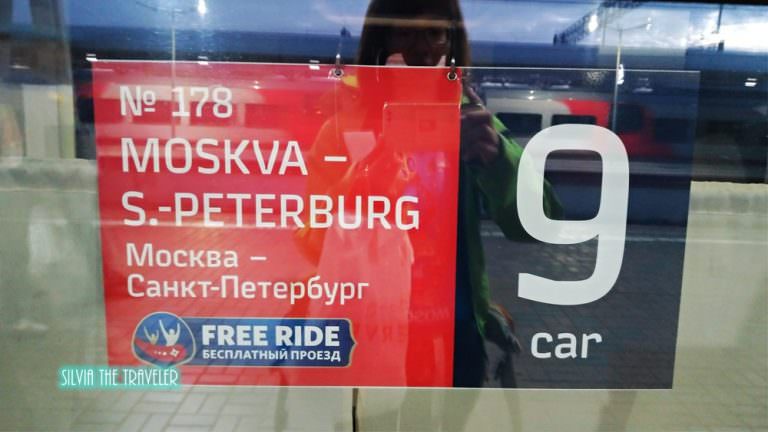 № 178
MOSKVA –
S.-PETERBURG
Москва –
Санкт-Петербург
FREE RIDE
БЕСПЛАТНЫЙ ПРОЕЗД
9
car
SILVIA THE TRAVELER